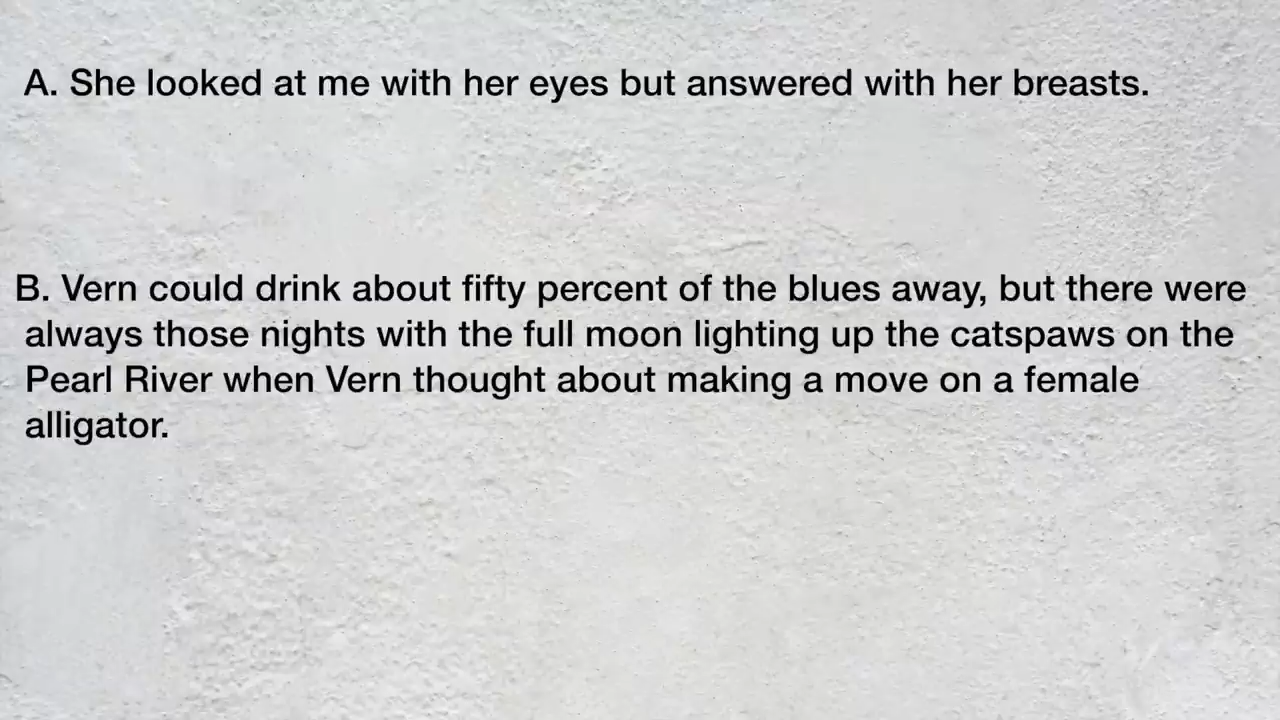 A. She looked at me with her eyes but answered with her breasts.
B. Vern could drink about fifty percent of the blues away, but there were
always those nights with the full moon lighting up the catspaws on the
Pearl River when Vern thought about making a move on a female
alligator.